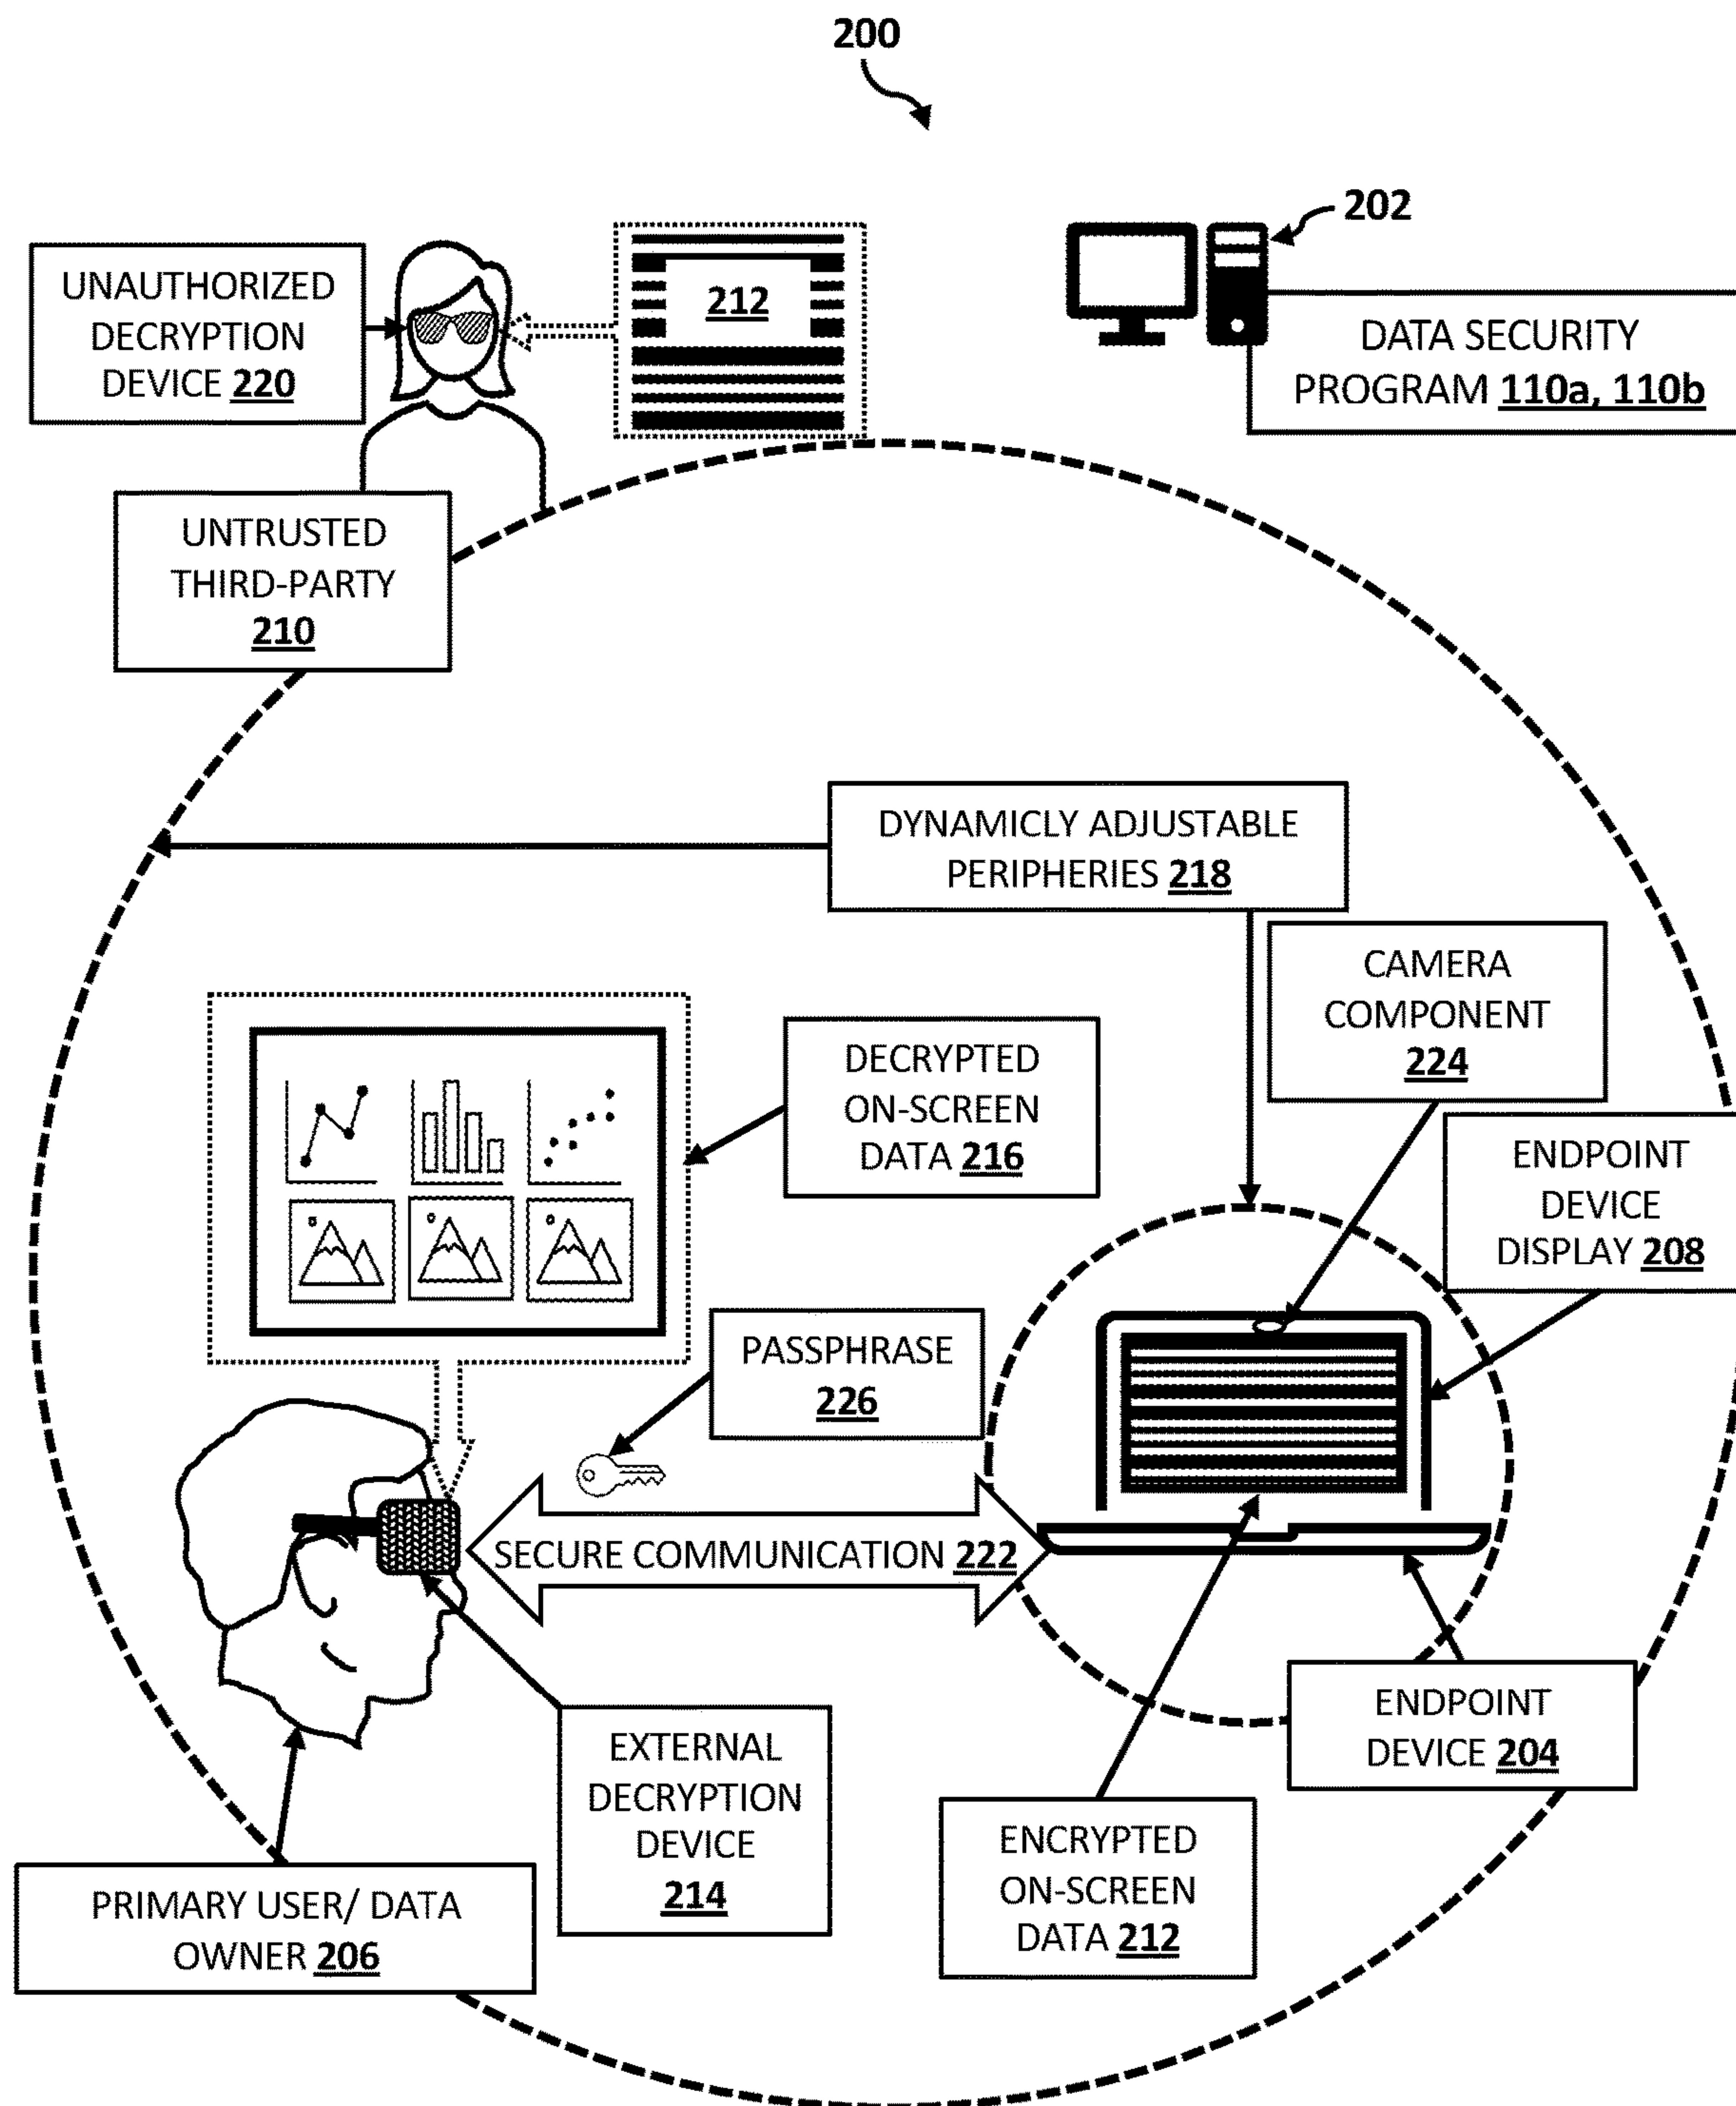 200
202
UNAUTHORIZED
DECRYPTION
DEVICE 220
212
DATA SECURITY
PROGRAM 110a, 110b
UNTRUSTED
THIRD-PARTY
210
DYNAMICLY ADJUSTABLE
PERIPHERIES 218
CAMERA
COMPONENT
224
DECRYPTED
ON-SCREEN
DATA 216
ENDPOINT
DEVICE
DISPLAY 208
PASSPHRASE
226
SECURE COMMUNICATION 222
ENDPOINT
DEVICE 204
EXTERNAL
DECRYPTION
DEVICE
214
ENCRYPTED
ON-SCREEN
DATA 212
PRIMARY USER/ DATA
OWNER 206